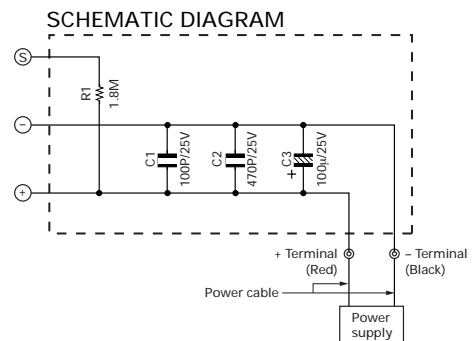 SCHEMATIC DIAGRAM
S
R1
1.8M
−
C1
100P/25V
C2
470P/25V
C3
100µ/25V
+
+
+ Terminal
(Red)
− Terminal
(Black)
Power cable
Power
supply